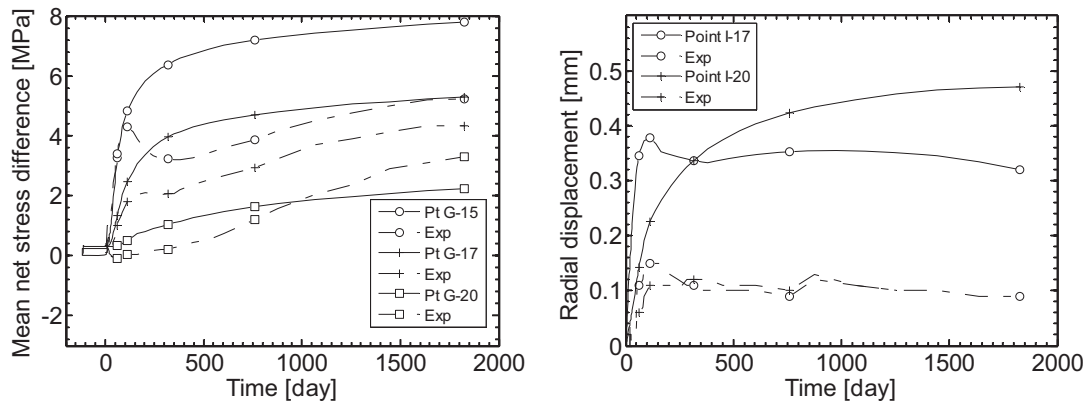 Mean net stress difference [MPa]
8
6
4
2
0
-2
0 500 1000 1500 2000
Time [day]
Pt G-15
Exp
Pt G-17
Exp
Pt G-20
Exp
Radial displacement [mm]
0.5
0.4
0.3
0.2
0.1
0
0 500 1000 1500 2000
Time [day]
Point I-17
Exp
Point I-20
Exp